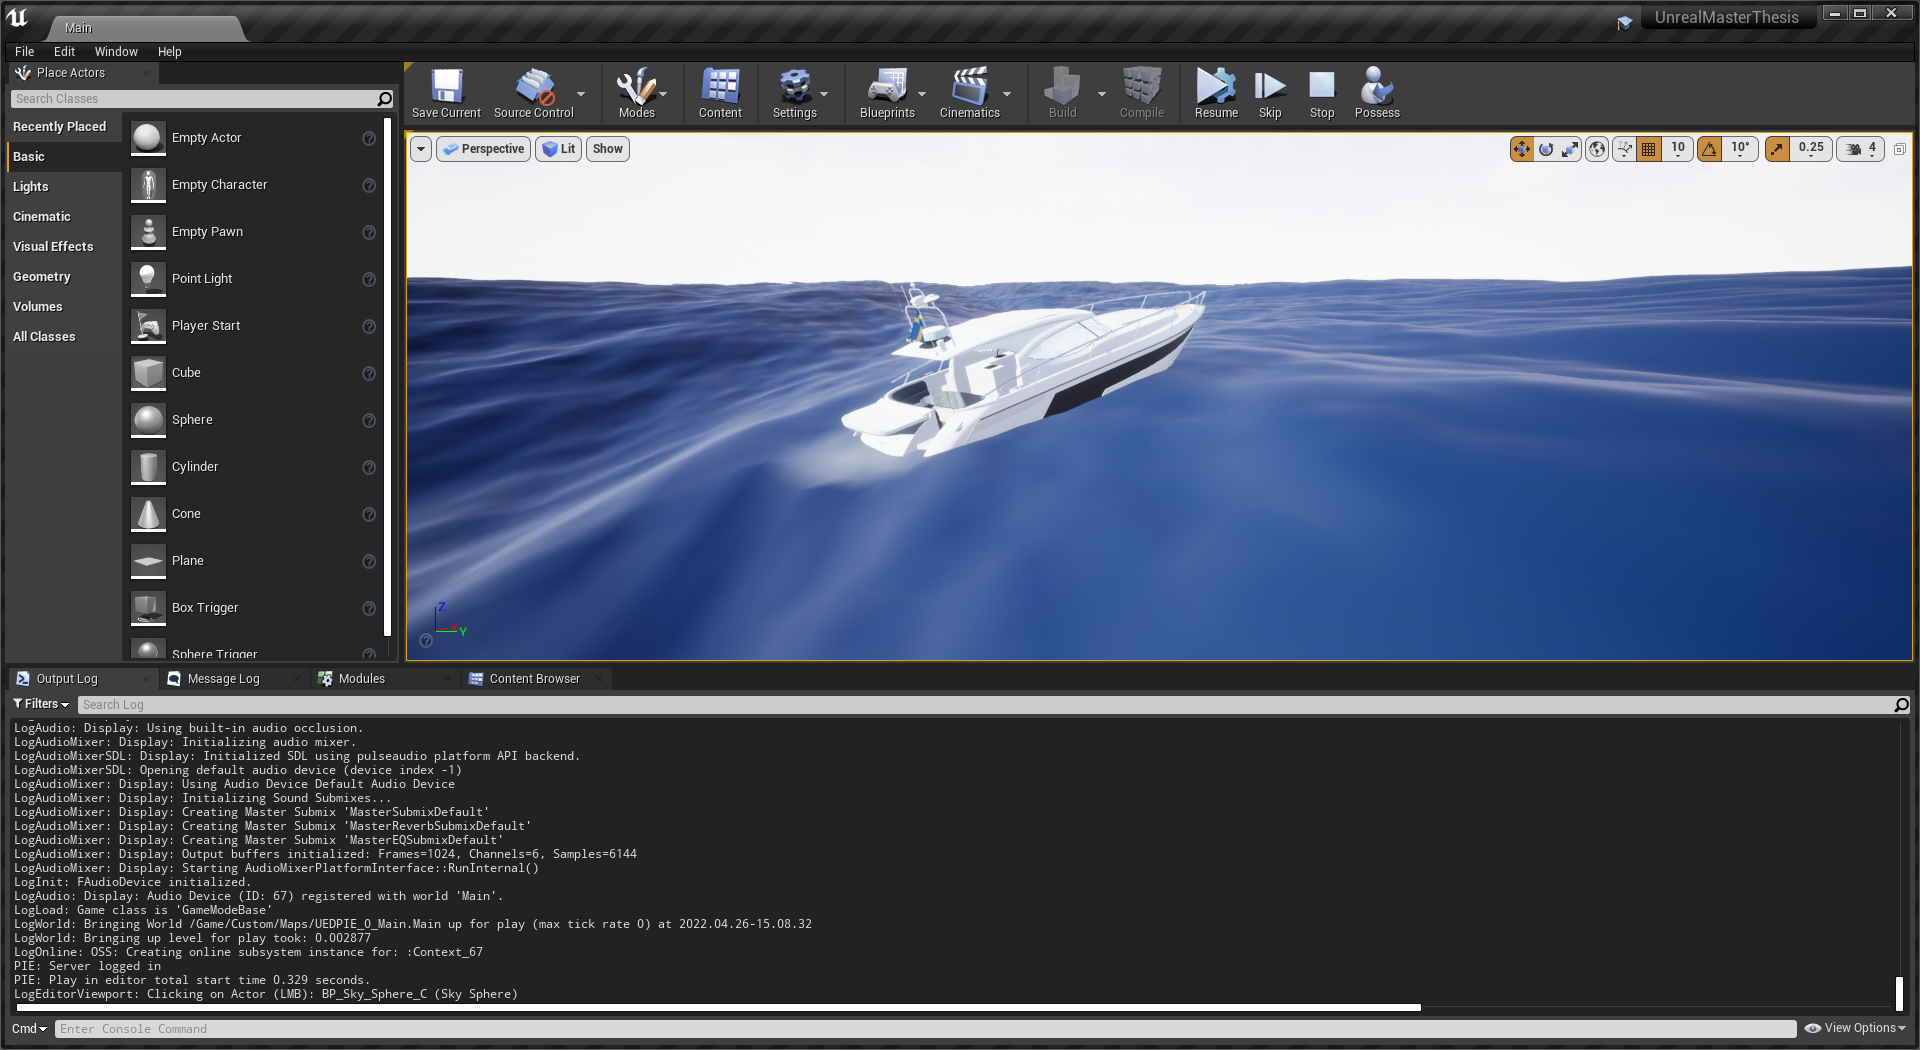 Main
UnrealMasterThesis
File Edit Window Help
Place Actors
Search Classes
Recently Placed
Basic
Lights
Cinematic
Visual Effects
Geometry
Volumes
All Classes
Empty Actor
Empty Character
Empty Pawn
Point Light
Player Start
Cube
Sphere
Cylinder
Cone
Plane
Box Trigger
Sphere Trigger
Save Current Source Control Modes Content Settings Blueprints Cinematics Build Compile Resume Skip Stop Possess
Perspective Lit Show 10 10° 0.25 4
Z
X Y
Output Log Message Log Modules Content Browser
Filters Search Log
LogAudio: Display: Using built-in audio occlusion.
LogAudioMixer: Display: Initializing audio mixer.
LogAudioMixerSDL: Display: Initialized SDL using pulseaudio platform API backend.
LogAudioMixerSDL: Opening default audio device (device index -1)
LogAudioMixer: Display: Using Audio Device Default Audio Device
LogAudioMixer: Display: Initializing Sound Submixes...
LogAudioMixer: Display: Creating Master Submix 'MasterSubmixDefault'
LogAudioMixer: Display: Creating Master Submix 'MasterReverbSubmixDefault'
LogAudioMixer: Display: Creating Master Submix 'MasterEQSubmixDefault'
LogAudioMixer: Display: Output buffers initialized: Frames=1024, Channels=6, Samples=6144
LogAudioMixer: Display: Starting AudioMixerPlatformInterface::RunInternal()
LogInit: FAudioDevice initialized.
LogAudio: Display: Audio Device (ID: 67) registered with world 'Main'.
LogLoad: Game class is 'GameModeBase'
LogWorld: Bringing World /Game/Custom/Maps/UEDPIE_0_Main.Main up for play (max tick rate 0) at 2022.04.26-15.08.32
LogWorld: Bringing up level for play took: 0.002877
LogOnline: OSS: Creating online subsystem instance for: :Context_67
PIE: Server logged in
PIE: Play in editor total start time 0.329 seconds.
LogEditorViewport: Clicking on Actor (LMB): BP_Sky_Sphere_C (Sky Sphere)
Cmd Enter Console Command View Options